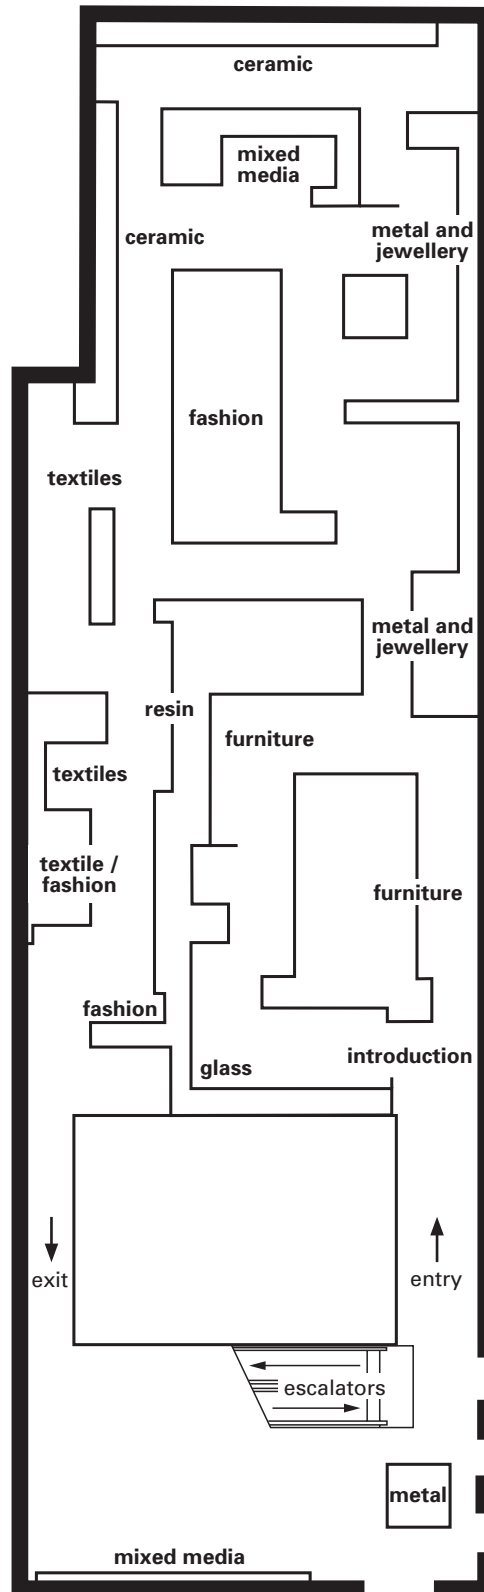 ceramic
mixed
media
ceramic
metal and
jewellery
fashion
textiles
metal and
jewellery
resin
furniture
textiles
textile /
fashion
furniture
fashion
introduction
glass
exit
entry
escalators
metal
mixed media